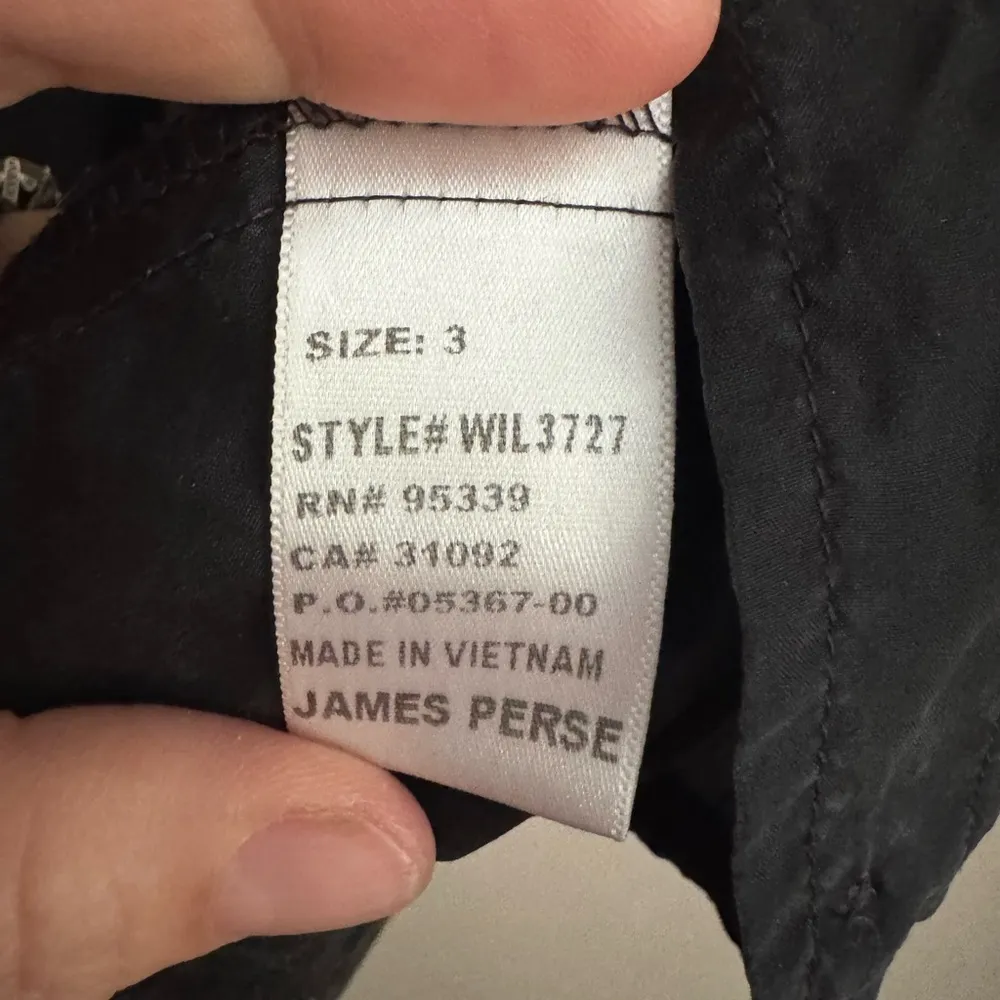 SIZE: 3
STYLE# WIL3727
RN# 95339
CA# 31092
P.O.#05367-00
MADE IN VIETNAM
JAMES PERSE